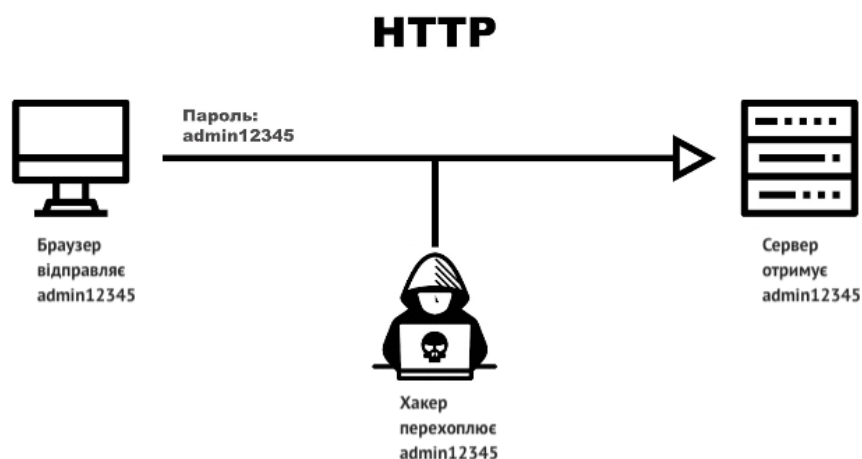 HTTP
Пароль:
admin12345
Браузер
відправляє
admin12345
Хакер
перехоплює
admin12345
Сервер
отримує
admin12345